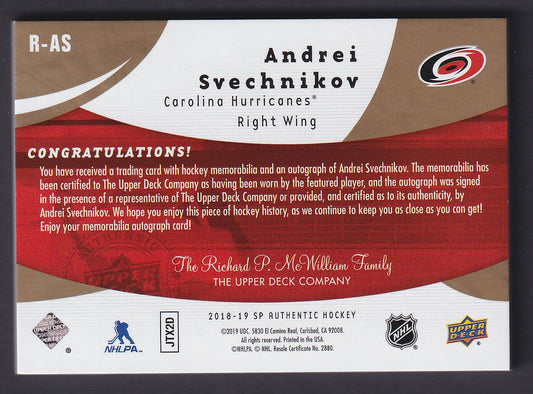 R-AS
Andrei
Svechnikov
Carolina Hurricanes®
Right Wing
CONGRATULATIONS!
You have received a trading card with hockey memorabilia and an autograph of Andrei Svechnikov. The memorabilia has
been certified to The Upper Deck Company as having been worn by the featured player, and the autograph was signed
in the presence of a representative of The Upper Deck Company or provided, and certified as to its authenticity, by
Andrei Svechnikov. We hope you enjoy this piece of hockey history, as we continue to keep you as close as you can get!
Enjoy your memorabilia autograph card!
The Richard P. McWilliam Family
THE UPPER DECK COMPANY
2018-19 SP AUTHENTIC HOCKEY
©2019 UDC. 5830 El Camino Real, Carlsbad, CA 92008.
All rights reserved. Printed in the USA.
©NHLPA. © NHL. Resale Certificate No. 2880.
NHLPA™
JTX2D
NHL
UPPER
DECK